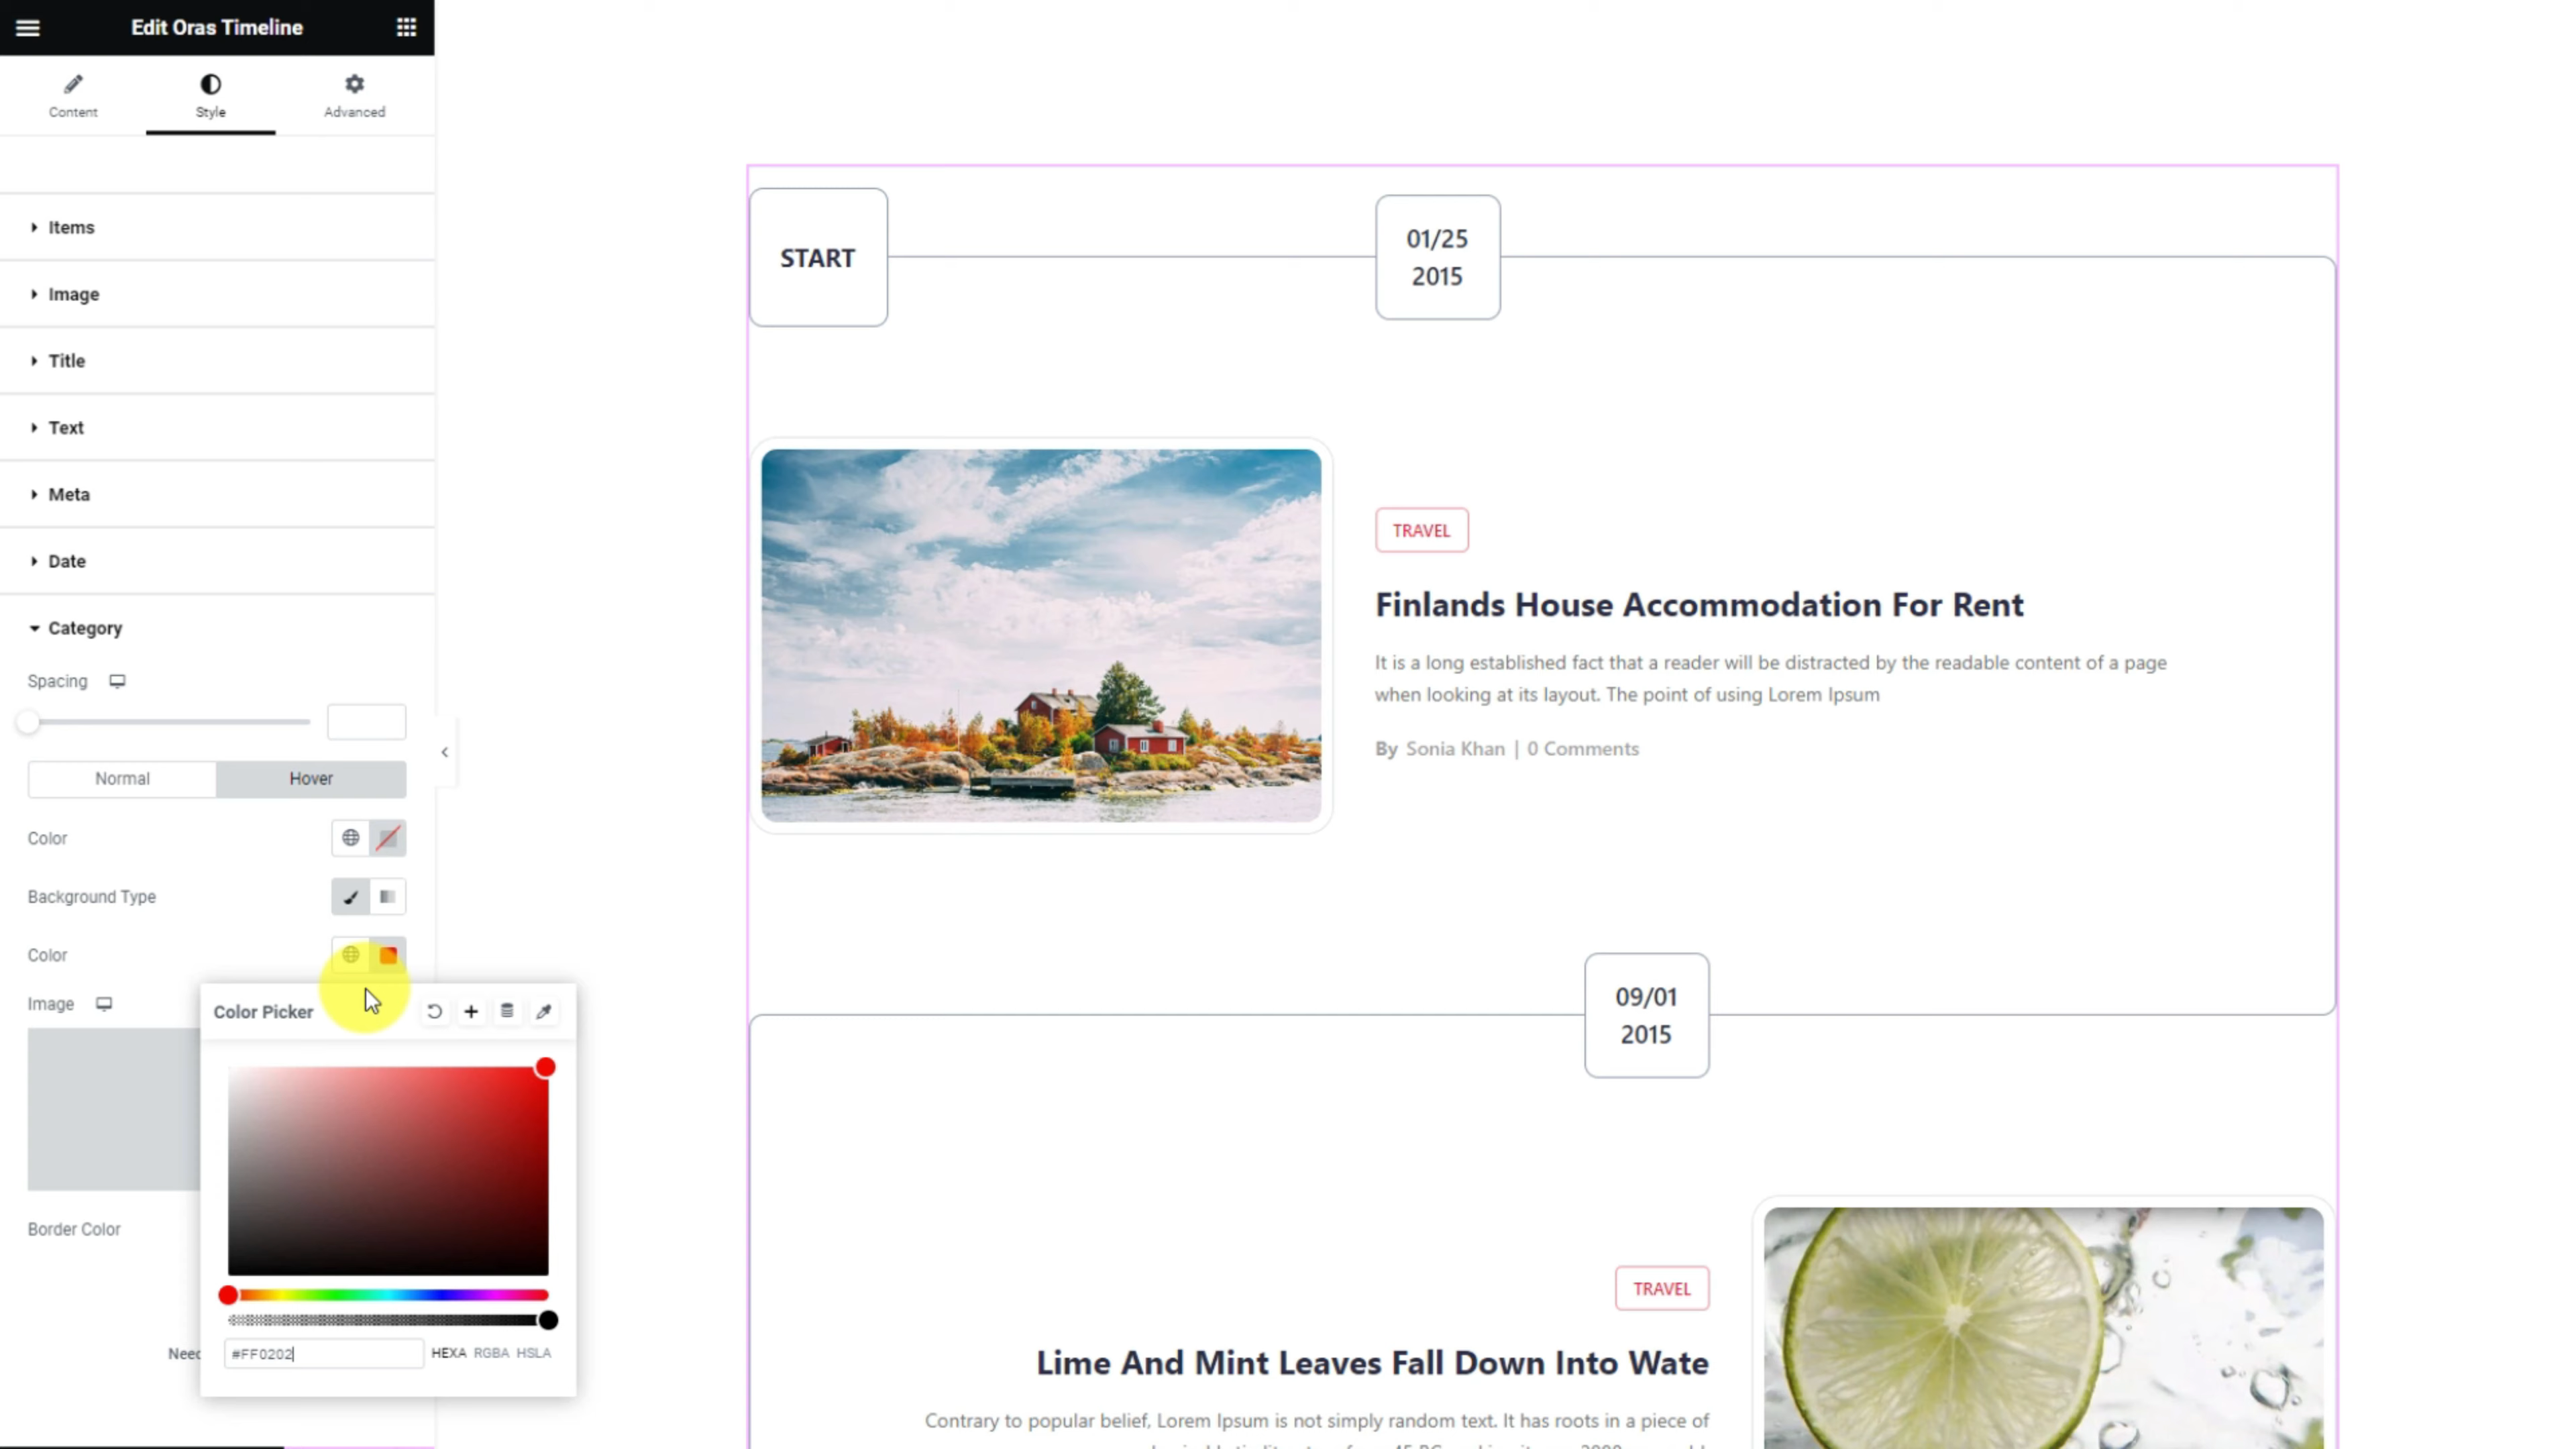 Edit Oras Timeline
Content
Style
Advanced
Items
Image
Title
Text
Meta
Date
Category
Spacing
Normal
Hover
Color
Background Type
Color
Image
Color Picker
Border Color
#FF0202
HEXA RGBA HSLA
START
01/25
2015
TRAVEL
Finlands House Accommodation For Rent
It is a long established fact that a reader will be distracted by the readable content of a page
when looking at its layout. The point of using Lorem Ipsum
By Sonia Khan | 0 Comments
09/01
2015
TRAVEL
Lime And Mint Leaves Fall Down Into Wate
Contrary to popular belief, Lorem Ipsum is not simply random text. It has roots in a piece of